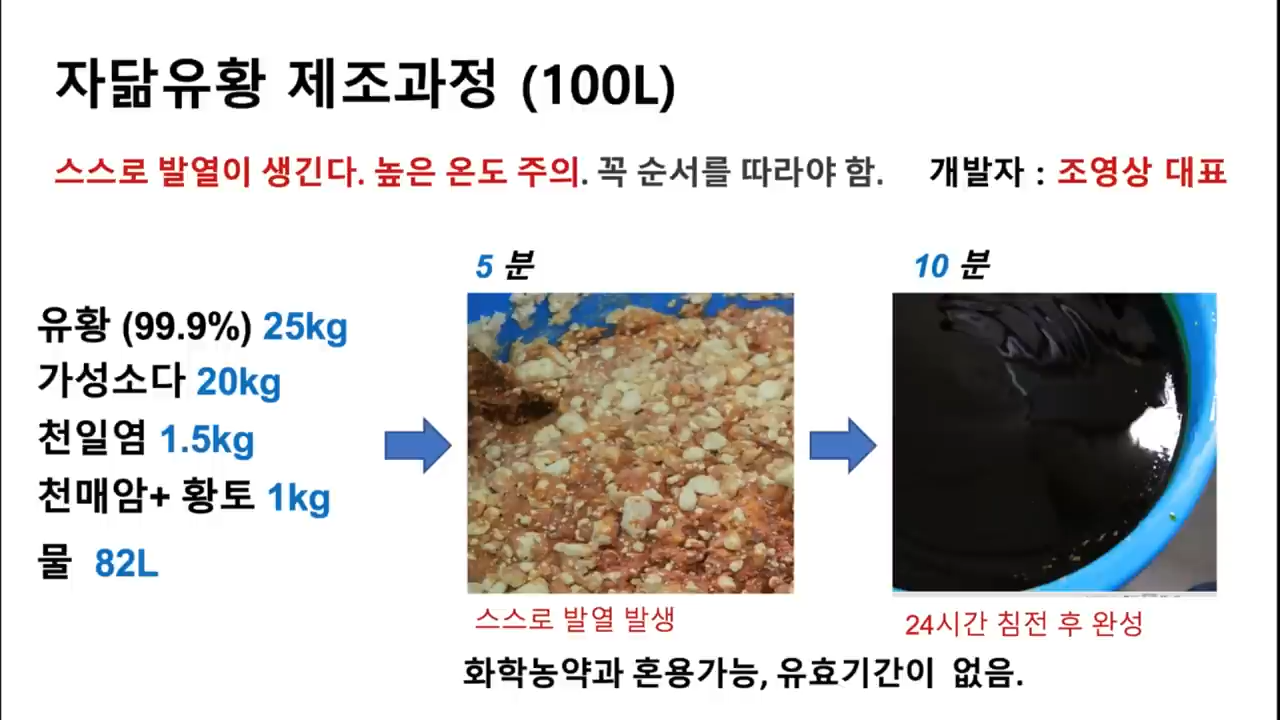 자닮유황 제조과정 (100L)
스스로 발열이 생긴다. 높은 온도 주의. 꼭 순서를 따라야 함. 개발자 : 조영상 대표
유황 (99.9%) 25kg
가성소다 20kg
천일염 1.5kg
천매암+ 황토 1kg
물 82L
5 분
스스로 발열 발생
10 분
24시간 침전 후 완성
화학농약과 혼용가능, 유효기간이 없음.